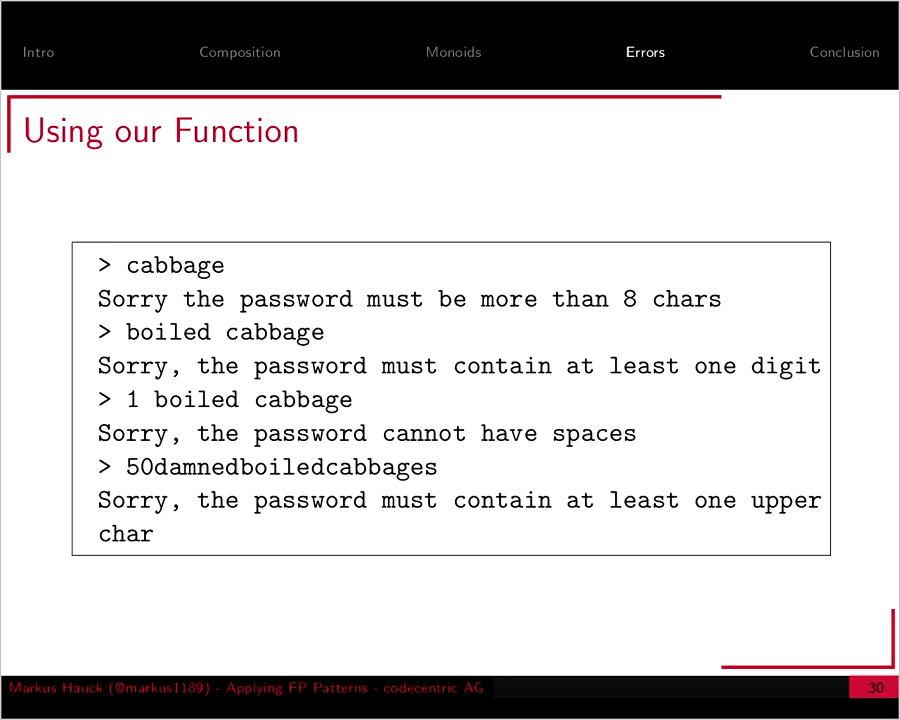 Intro Composition Monoids Errors Conclusion
Using our Function
> cabbage
Sorry the password must be more than 8 chars
> boiled cabbage
Sorry, the password must contain at least one digit
> 1 boiled cabbage
Sorry, the password cannot have spaces
> 50damnedboiledcabbages
Sorry, the password must contain at least one upper
char
Markus Hauck (@markus1189) - Applying FP Patterns - codecentric AG 30